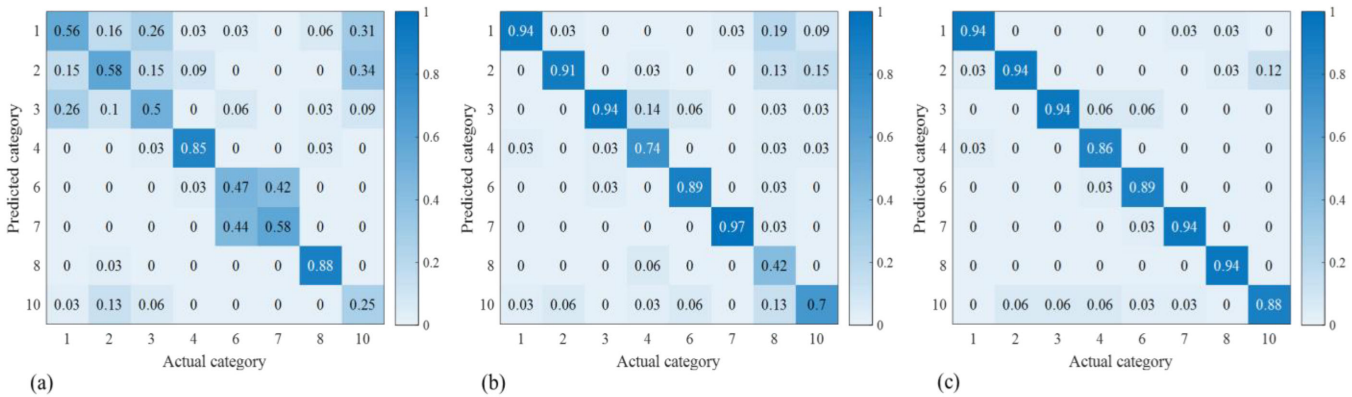 1 0.56 0.16 0.26 0.03 0.03 0 0.06 0.31 1
2 0.15 0.58 0.15 0.09 0 0 0 0.34 0.8
3 0.26 0.1 0.5 0 0.06 0 0.03 0.09 0.6
4 0 0 0.03 0.85 0 0 0.03 0
6 0 0 0 0.03 0.47 0.42 0 0 0.4
7 0 0 0 0 0.44 0.58 0 0
8 0 0.03 0 0 0 0 0.88 0 0.2
10 0.03 0.13 0.06 0 0 0 0 0.25 0
1 2 3 4 6 7 8 10
Predicted category
Actual category
(a)
1 0.94 0.03 0 0 0 0.03 0.19 0.09 1
2 0 0.91 0 0.03 0 0 0.13 0.15 0.8
3 0 0 0.94 0.14 0.06 0 0.03 0.03 0.6
4 0.03 0 0.03 0.74 0 0 0.03 0.03
6 0 0 0.03 0 0.89 0 0.03 0 0.4
7 0 0 0 0 0 0.97 0.03 0
8 0 0 0 0.06 0 0 0.42 0 0.2
10 0.03 0.06 0 0.03 0.06 0 0.13 0.7 0
1 2 3 4 6 7 8 10
Predicted category
Actual category
(b)
1 0.94 0 0 0 0 0.03 0.03 0 1
2 0.03 0.94 0 0 0 0 0.03 0.12 0.8
3 0 0 0.94 0.06 0.06 0 0 0 0.6
4 0.03 0 0 0.86 0 0 0 0
6 0 0 0 0.03 0.89 0 0 0 0.4
7 0 0 0 0 0.03 0.94 0 0
8 0 0 0 0 0 0 0.94 0 0.2
10 0 0.06 0.06 0.06 0.03 0.03 0 0.88 0
1 2 3 4 6 7 8 10
Predicted category
Actual category
(c)